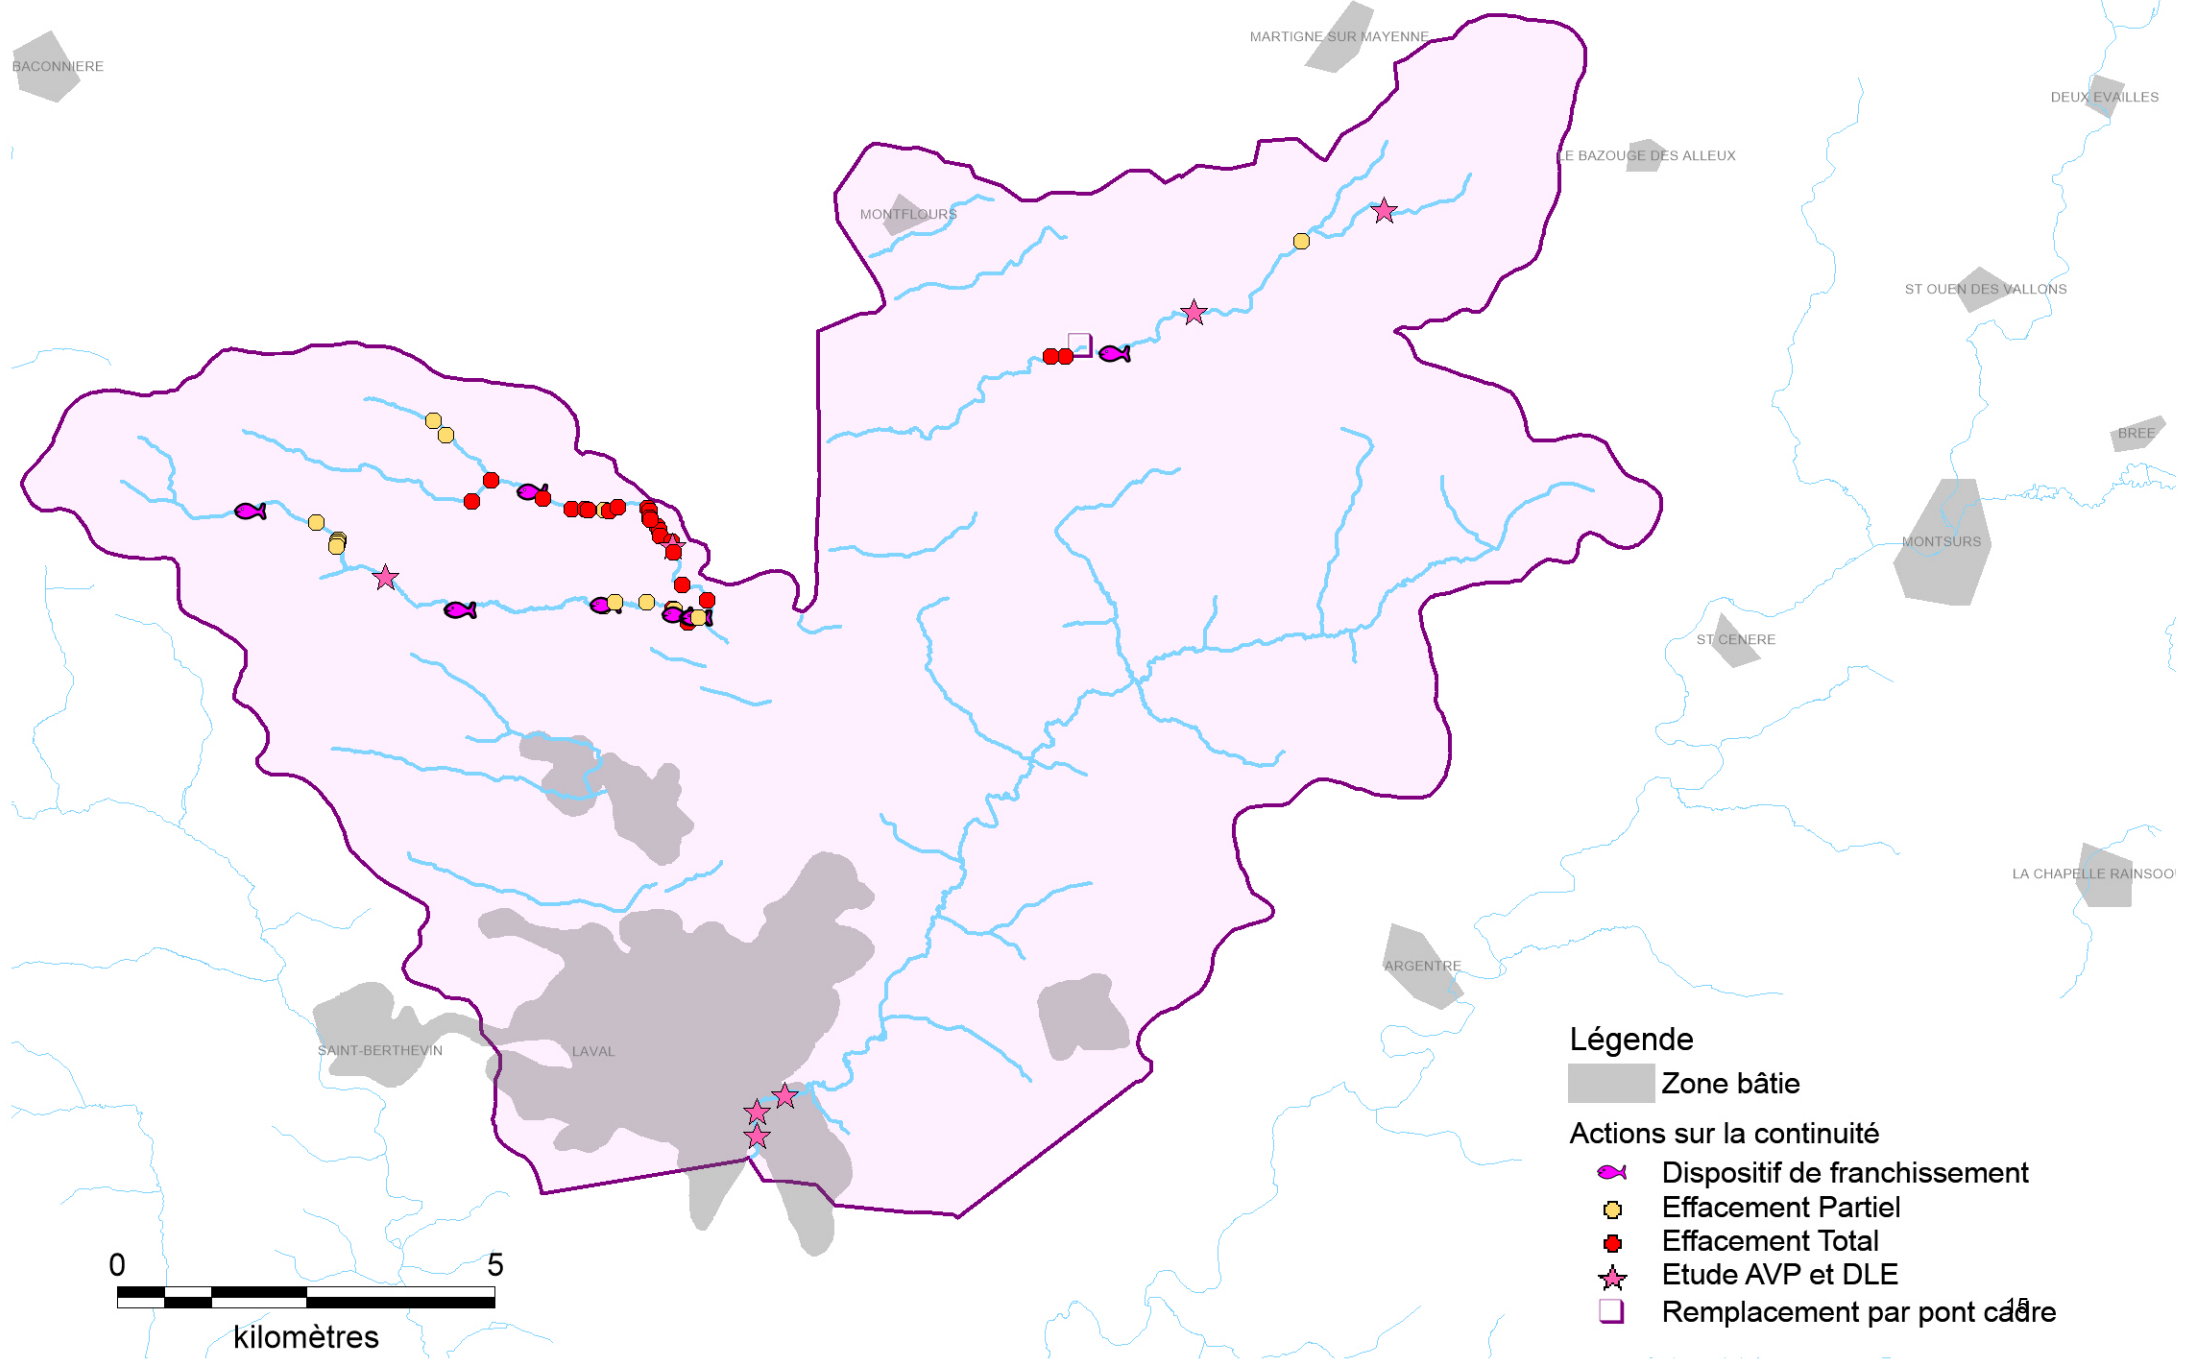 MARTIGNE SUR MAYENNE
BACONNIERE
DEUX EVAILLES
LE BAZOUGE DES ALLEUX
MONTFLOURS
ST OUEN DES VALLONS
BREE
MONTSURS
ST CENERE
LA CHAPELLE RAINSOO
ARGENTRE
SAINT-BERTHEVIN
LAVAL
Légende
Zone bâtie
Actions sur la continuité
Dispositif de franchissement
Effacement Partiel
Effacement Total
Etude AVP et DLE
Remplacement par pont cadre
15
0 5
kilomètres